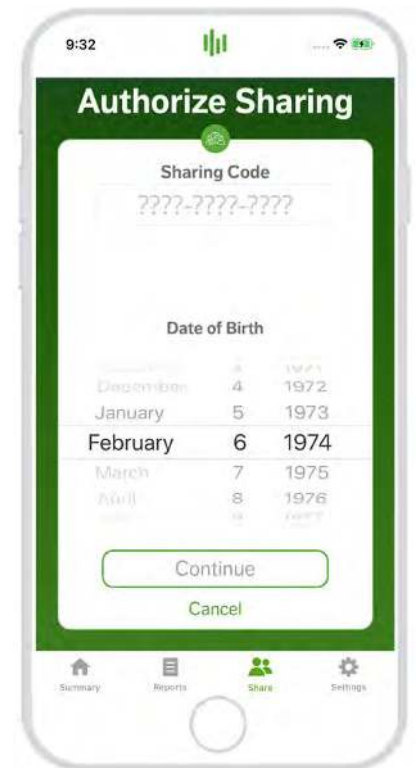 9:32
Authorize Sharing
Sharing Code
????-????-????
Date of Birth
December 4 1972
January 5 1973
February 6 1974
March 7 1975
April 8 1976
Continue
Cancel
Summary Reports Share Settings